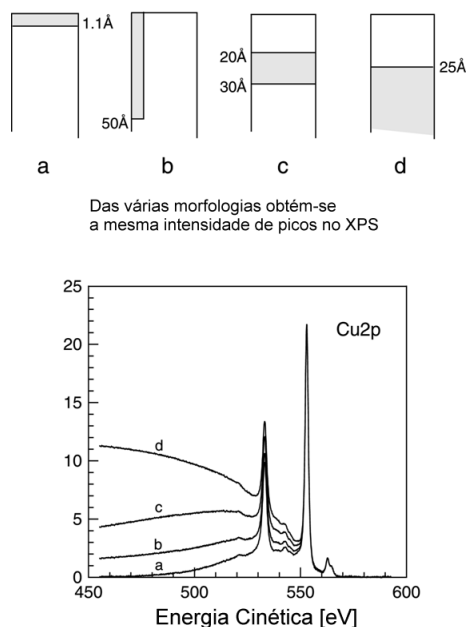 1.1Å
50Å
20Å
30Å
25Å
a
b
c
d
Das várias morfologias obtém-se
a mesma intensidade de picos no XPS
25
20
15
10
5
0
Cu2p
d
c
b
a
450
500
550
600
Energia Cinética [eV]